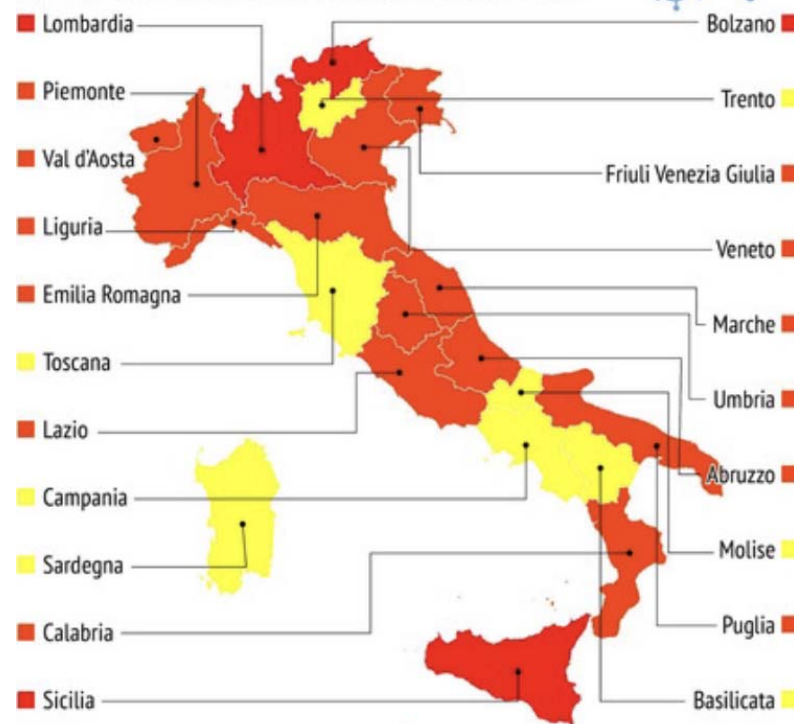 Lombardia
Piemonte
Val d'Aosta
Liguria
Emilia Romagna
Toscana
Lazio
Campania
Sardegna
Calabria
Sicilia
Bolzano
Trento
Friuli Venezia Giulia
Veneto
Marche
Umbria
Abruzzo
Molise
Puglia
Basilicata